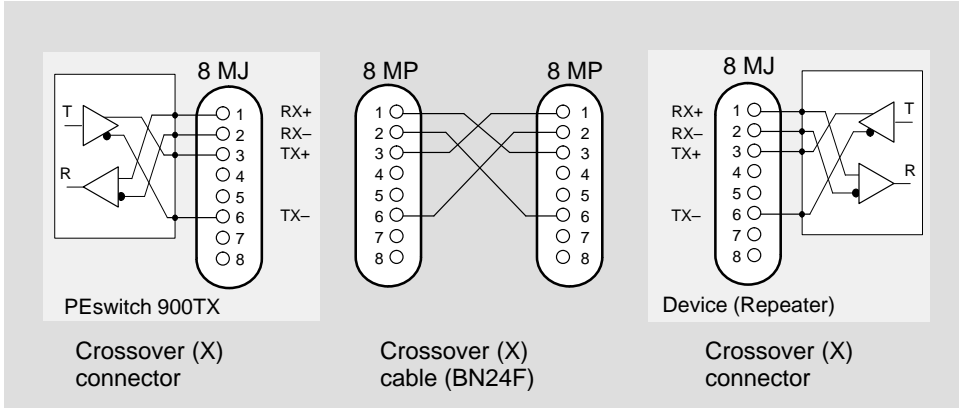 8 MJ
T
R
1
2
3
4
5
6
7
8
RX+
RX–
TX+
TX–
PEswitch 900TX
Crossover (X)
connector
8 MP
1
2
3
4
5
6
7
8
8 MP
1
2
3
4
5
6
7
8
Crossover (X)
cable (BN24F)
8 MJ
RX+
RX–
TX+
TX–
1
2
3
4
5
6
7
8
T
R
Device (Repeater)
Crossover (X)
connector